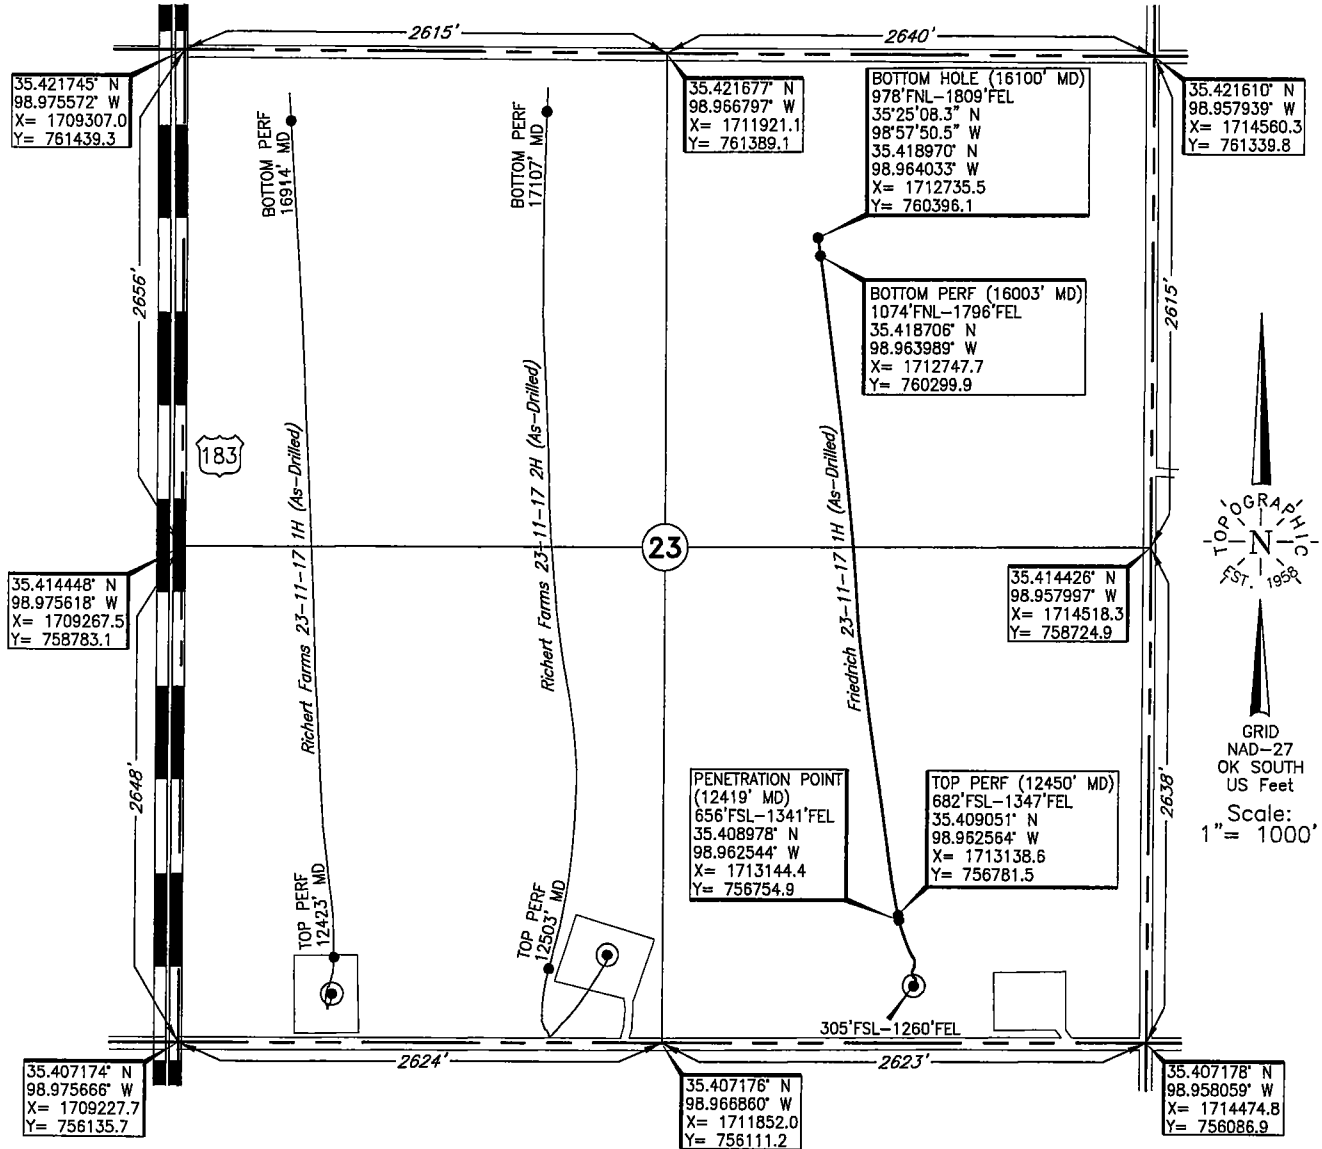 2615'
2640'
35.421745° N
98.975572° W
X= 1709307.0
Y= 761439.3
BOTTOM PERF
16914' MD
BOTTOM PERF
17107' MD
35.421677° N
98.966797° W
X= 1711921.1
Y= 761389.1
BOTTOM HOLE (16100' MD)
978'FNL-1809'FEL
35°25'08.3" N
98°57'50.5" W
35.418970° N
98.964033° W
X= 1712735.5
Y= 760396.1
35.421610° N
98.957939° W
X= 1714560.3
Y= 761339.8
2656'
BOTTOM PERF (16003' MD)
1074'FNL-1796'FEL
35.418706° N
98.963989° W
X= 1712747.7
Y= 760299.9
2615'
183
Richert Farms 23-11-17 1H (As-Drilled)
Richert Farms 23-11-17 2H (As-Drilled)
Friedrich 23-11-17 1H (As-Drilled)
23
TOPOGRAPHIC
N
EST. 1958
35.414448° N
98.975618° W
X= 1709267.5
Y= 758783.1
35.414426° N
98.957997° W
X= 1714518.3
Y= 758724.9
GRID
NAD-27
OK SOUTH
US Feet
Scale:
1"= 1000'
2648'
2638'
PENETRATION POINT
(12419' MD)
656'FSL-1341'FEL
35.408978° N
98.962544° W
X= 1713144.4
Y= 756754.9
TOP PERF (12450' MD)
682'FSL-1347'FEL
35.409051° N
98.962564° W
X= 1713138.6
Y= 756781.5
TOP PERF
12423' MD
TOP PERF
12503' MD
305'FSL-1260'FEL
2624'
2623'
35.407174° N
98.975666° W
X= 1709227.7
Y= 756135.7
35.407176° N
98.966860° W
X= 1711852.0
Y= 756111.2
35.407178° N
98.958059° W
X= 1714474.8
Y= 756086.9